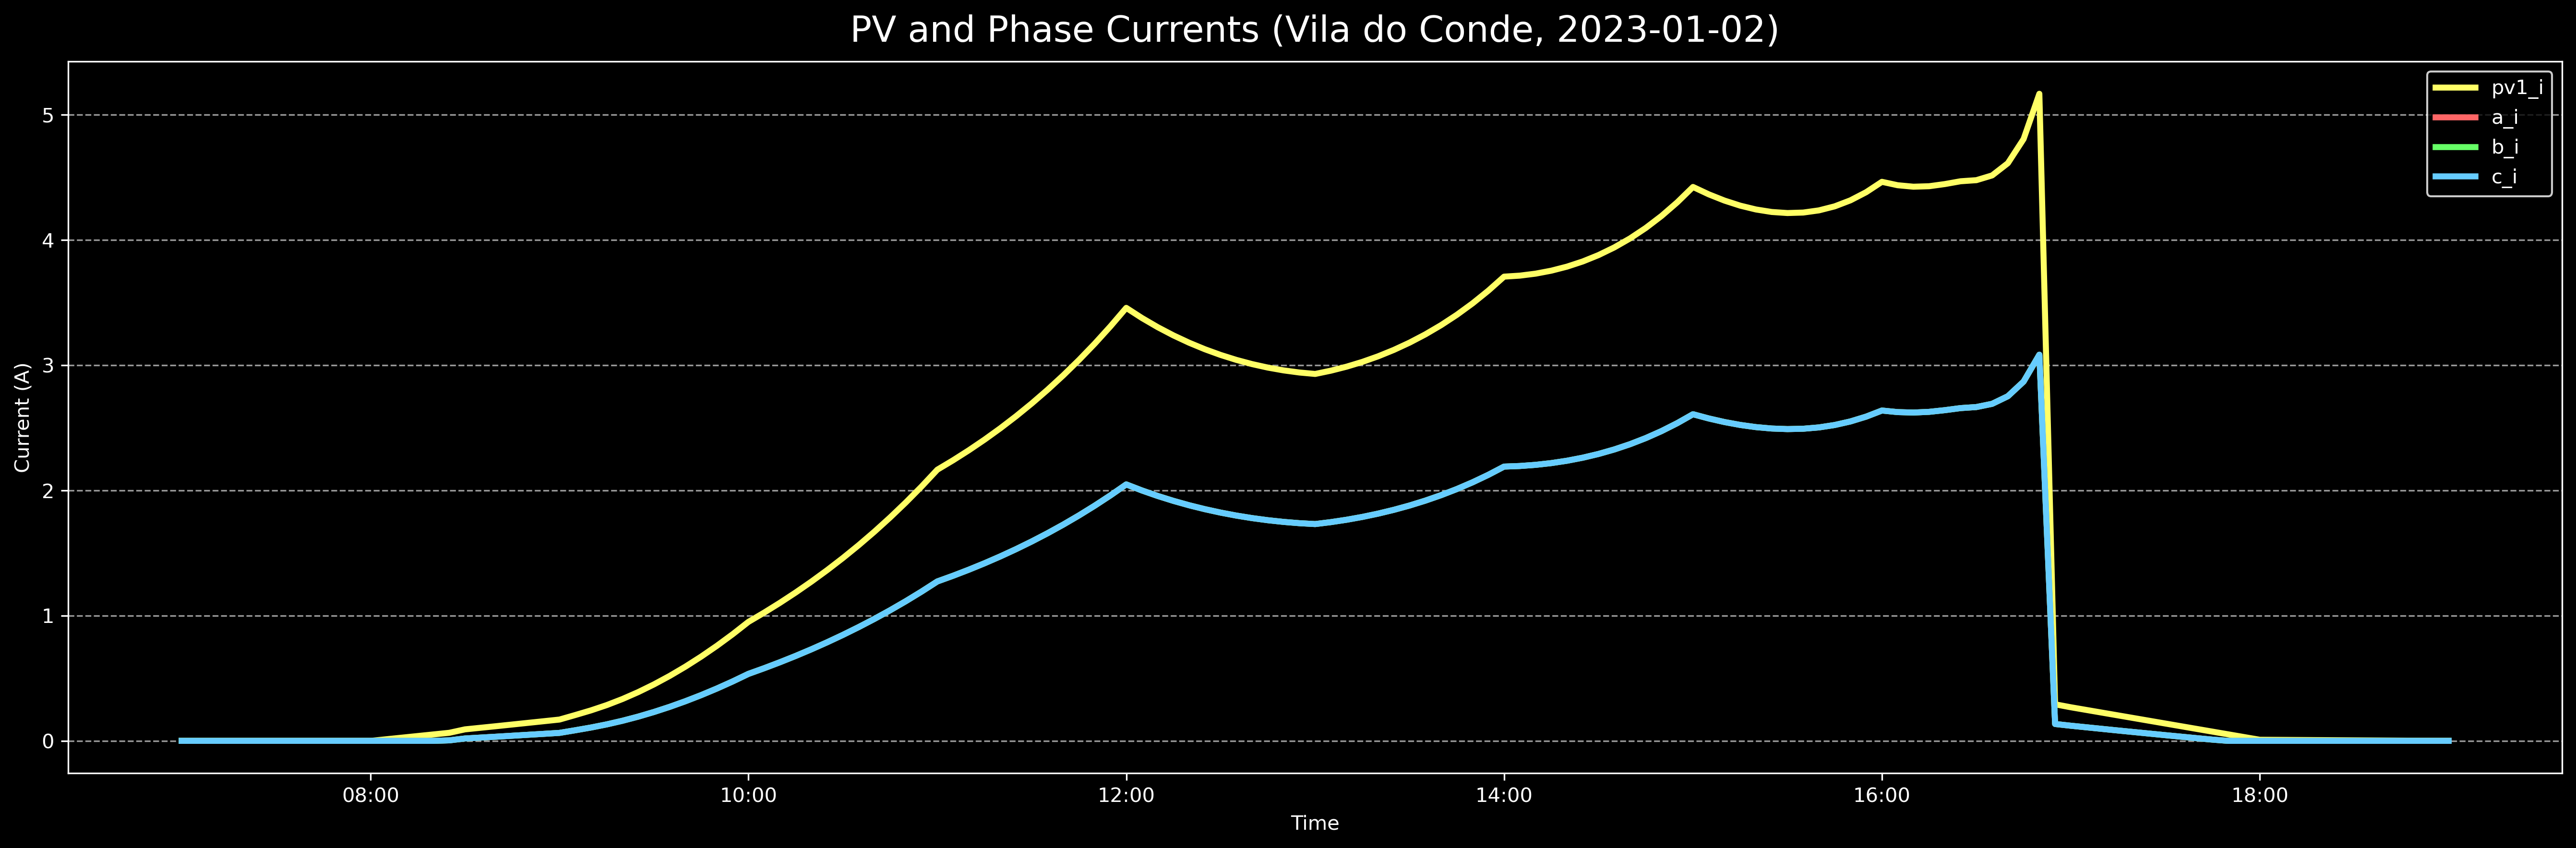 PV and Phase Currents (Vila do Conde, 2023-01-02)
pv1_i
a_i
b_i
c_i
5
4
3
2
1
0
Current (A)
08:00 10:00 12:00 14:00 16:00 18:00
Time